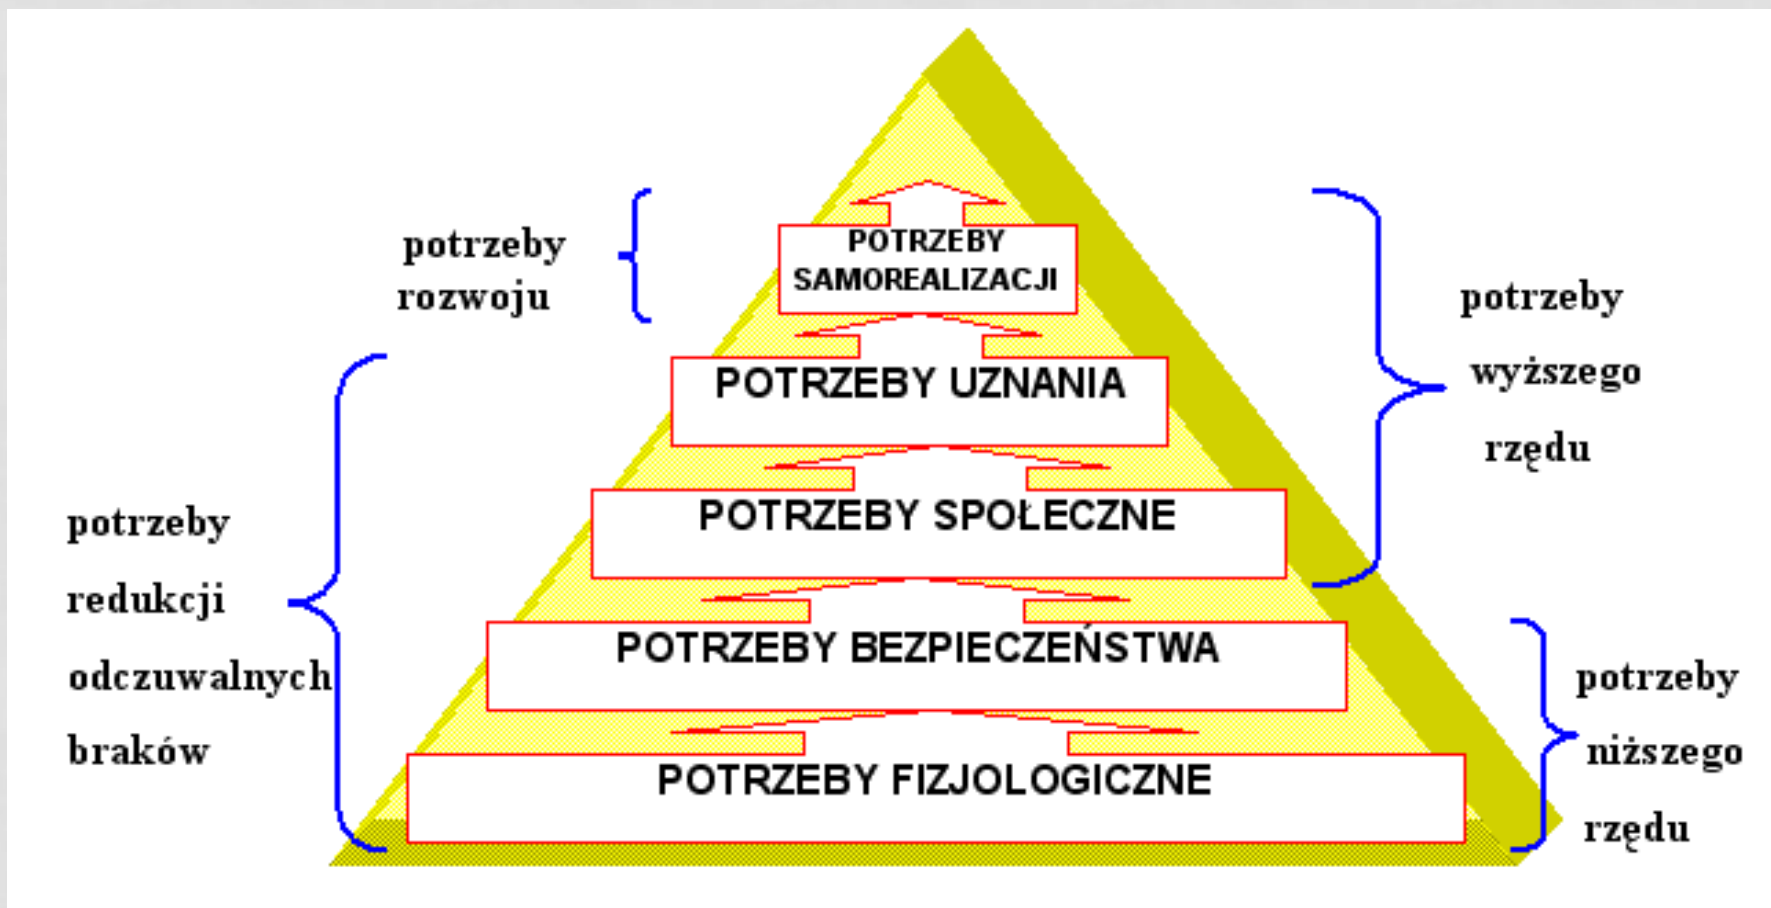 potrzeby
rozwoju
potrzeby
redukcji
odczuwalnych
braków
POTRZEBY
SAMOREALIZACJI
POTRZEBY UZNANIA
POTRZEBY SPOŁECZNE
POTRZEBY BEZPIECZEŃSTWA
POTRZEBY FIZJOLOGICZNE
potrzeby
wyższego
rzędu
potrzeby
niższego
rzędu